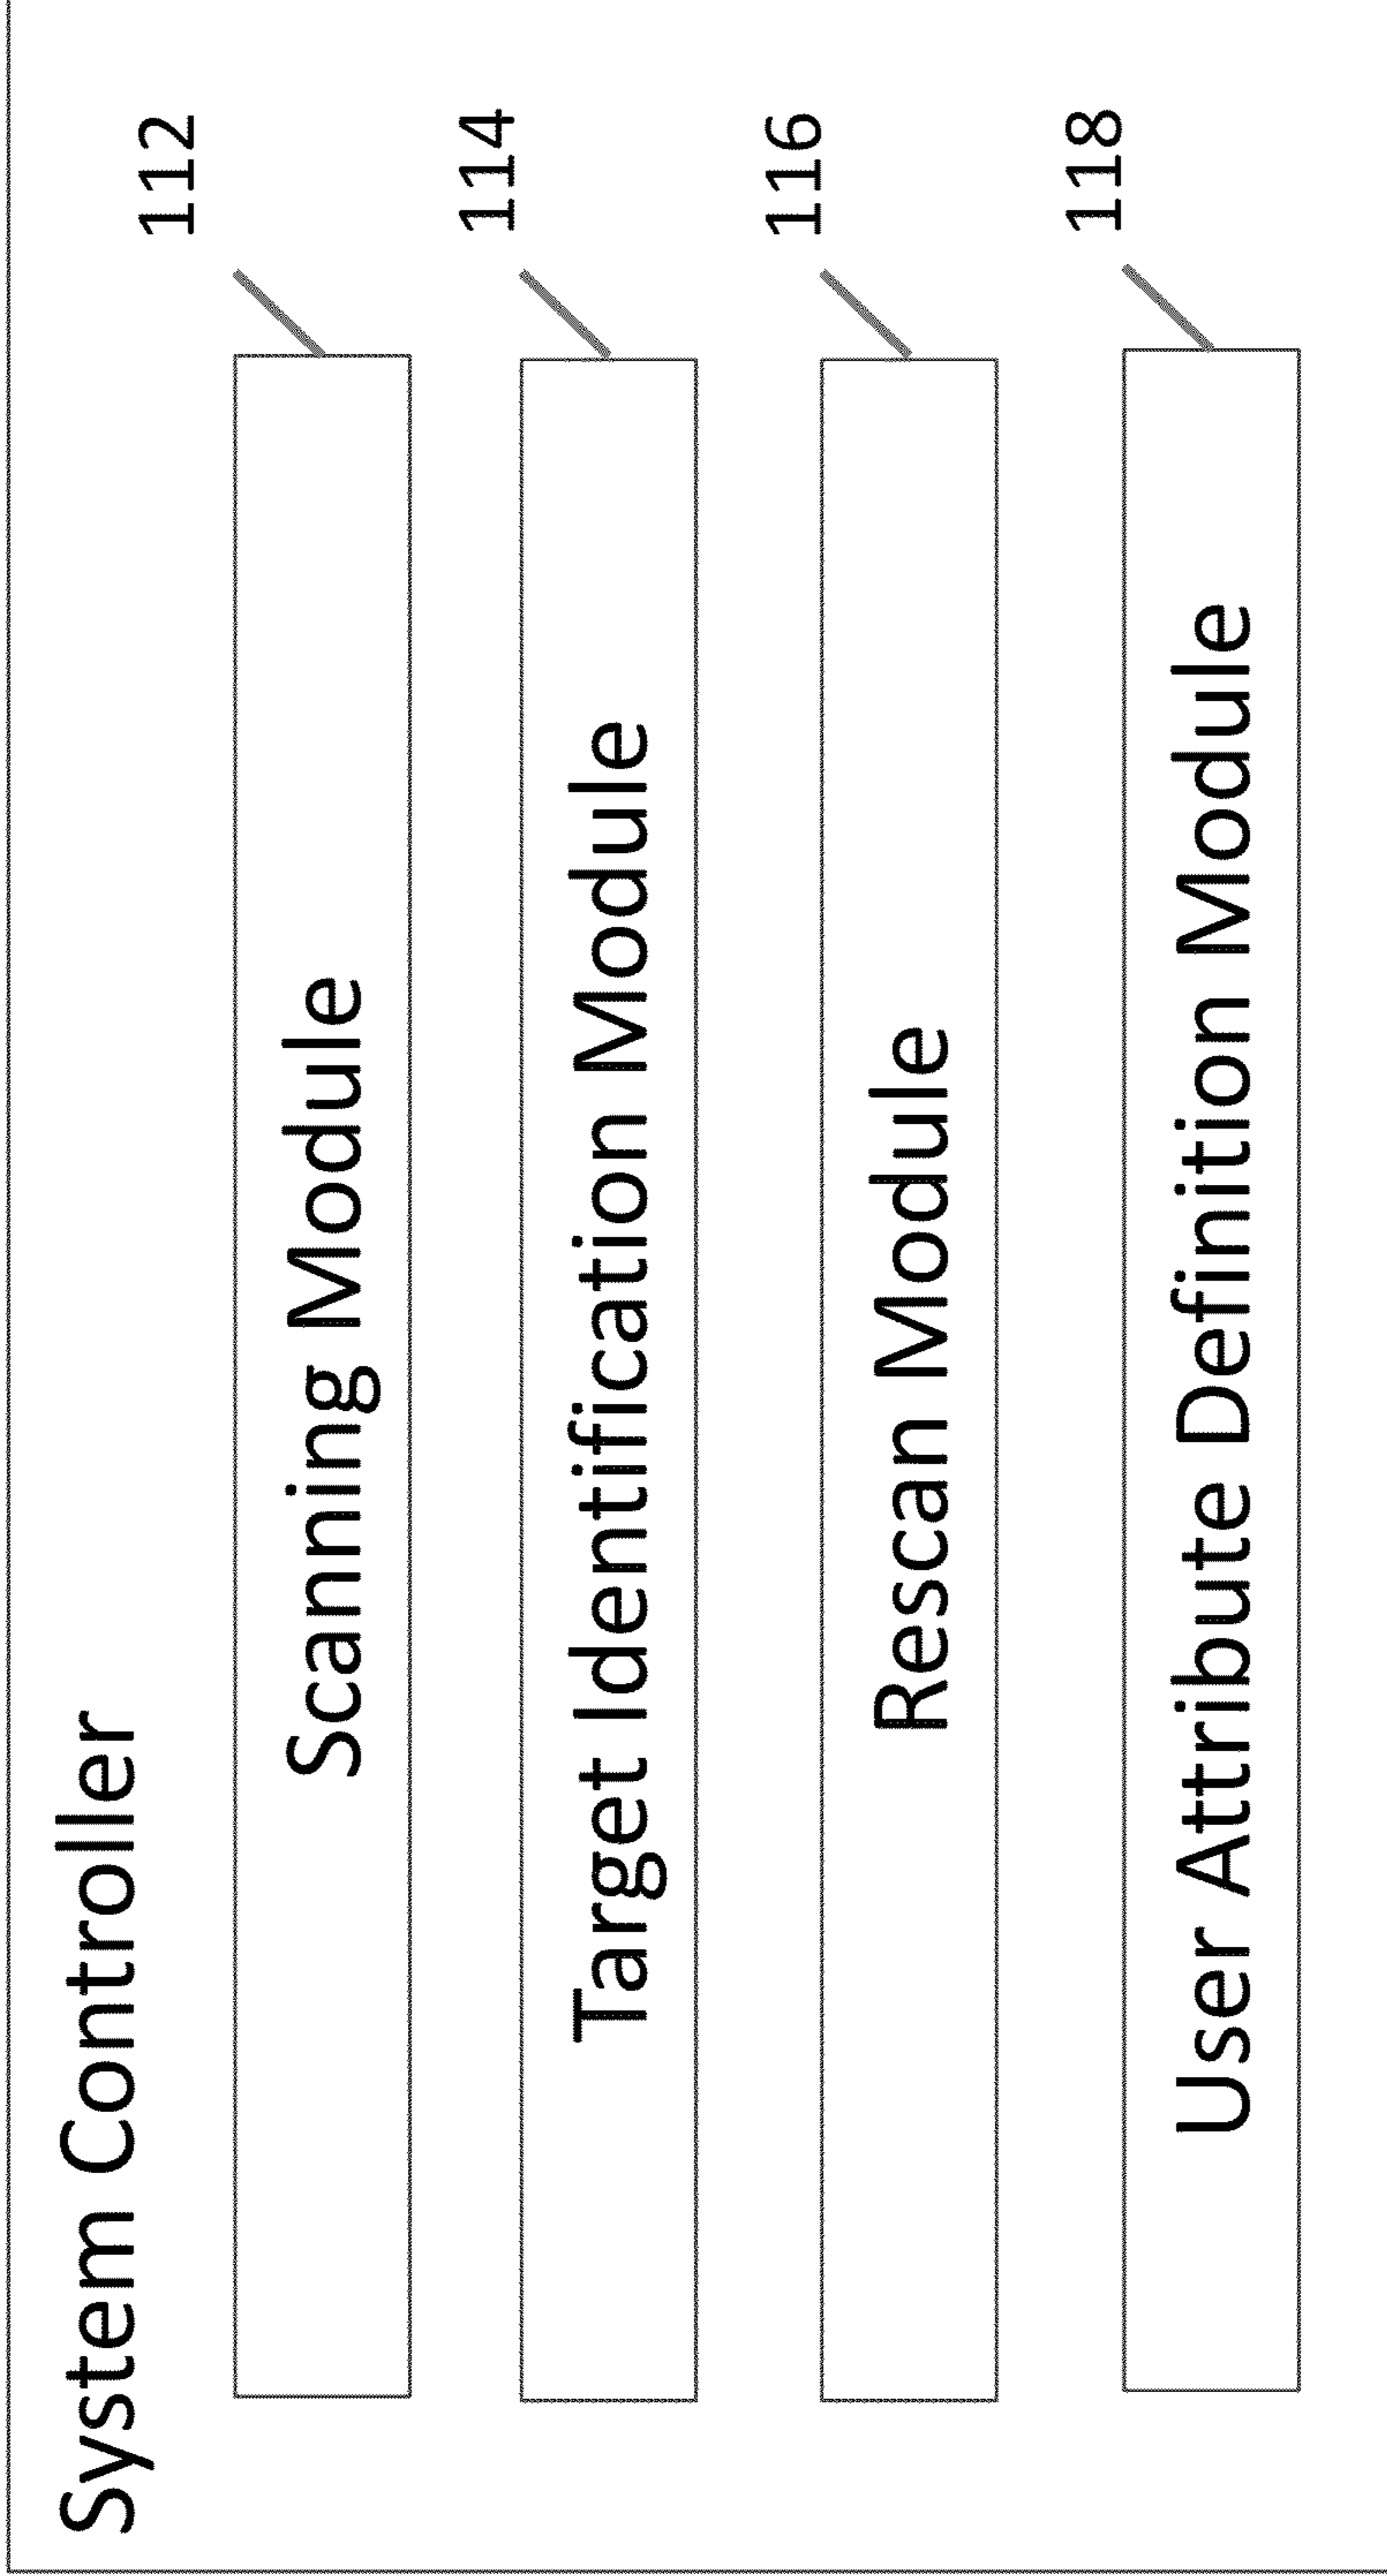 System Controller
112
Scanning Module
114
Target Identification Module
116
Rescan Module
118
User Attribute Definition Module